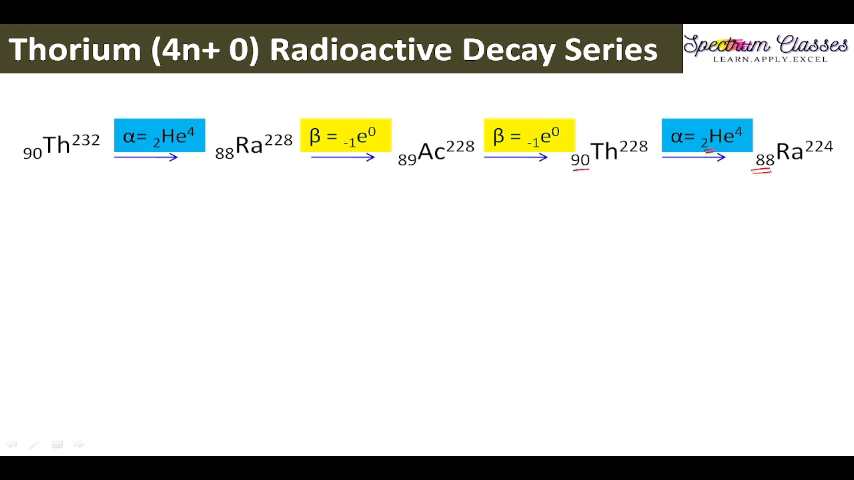 Thorium (4n+ 0) Radioactive Decay Series
Spectrum Classes
LEARN.APPLY.EXCEL
₉₀Th²³² α= ₂He⁴ ₈₈Ra²²⁸ β = ₋₁e⁰ ₈₉Ac²²⁸ β = ₋₁e⁰ ₉₀Th²²⁸ α= ₂He⁴ ₈₈Ra²²⁴